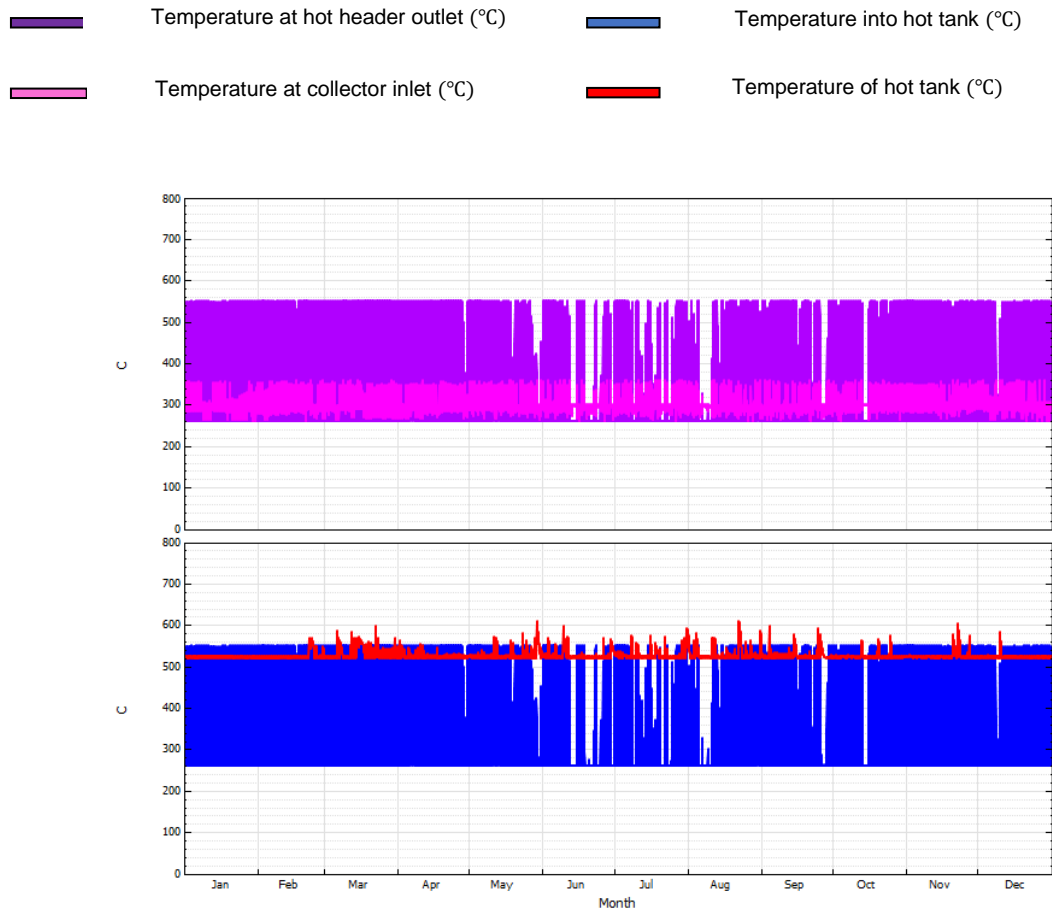 Temperature at hot header outlet (°C)
Temperature into hot tank (°C)
Temperature at collector inlet (°C)
Temperature of hot tank (°C)
800
700
600
500
400
300
200
100
0
C
800
700
600
500
400
300
200
100
0
C
Jan Feb Mar Apr May Jun Jul Aug Sep Oct Nov Dec
Month